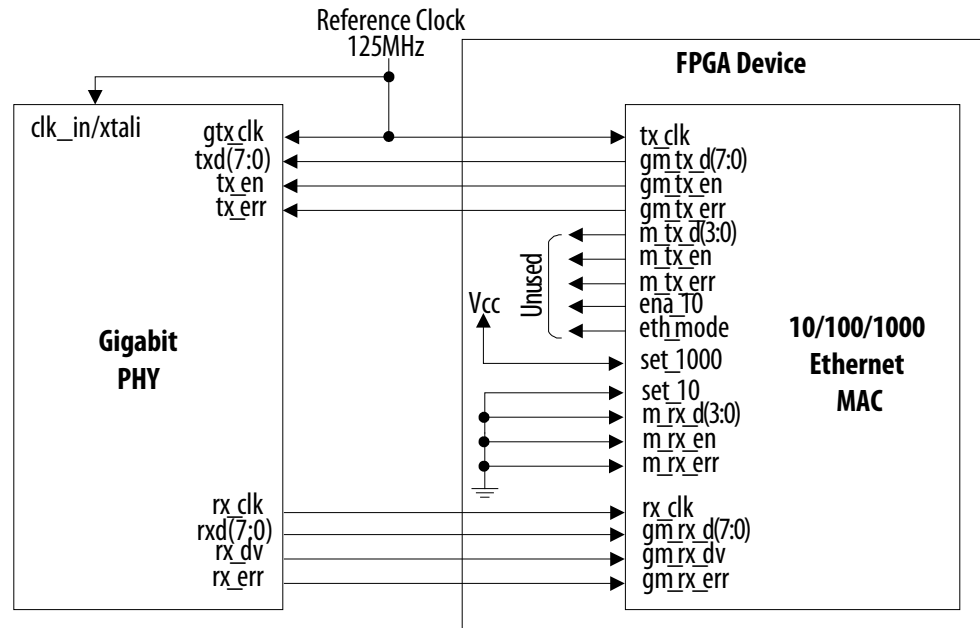 Reference Clock
125MHz
FPGA Device
clk_in/xtali
gtx_clk
txd(7:0)
tx_en
tx_err
tx_clk
gm_tx_d(7:0)
gm_tx_en
gm_tx_err
m_tx_d(3:0)
m_tx_en
m_tx_err
ena_10
eth_mode
Unused
Vcc
set_1000
set_10
m_rx_d(3:0)
m_rx_en
m_rx_err
Gigabit
PHY
10/100/1000
Ethernet
MAC
rx_clk
rxd(7:0)
rx_dv
rx_err
rx_clk
gm_rx_d(7:0)
gm_rx_dv
gm_rx_err